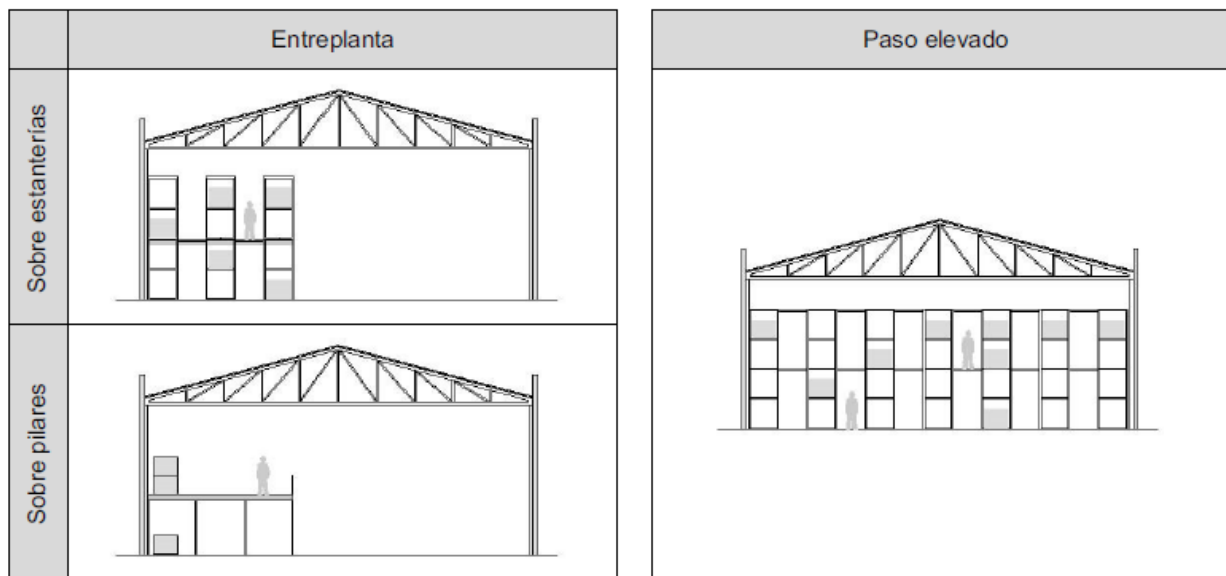 Entreplanta
Paso elevado
Sobre estanterías
Sobre pilares